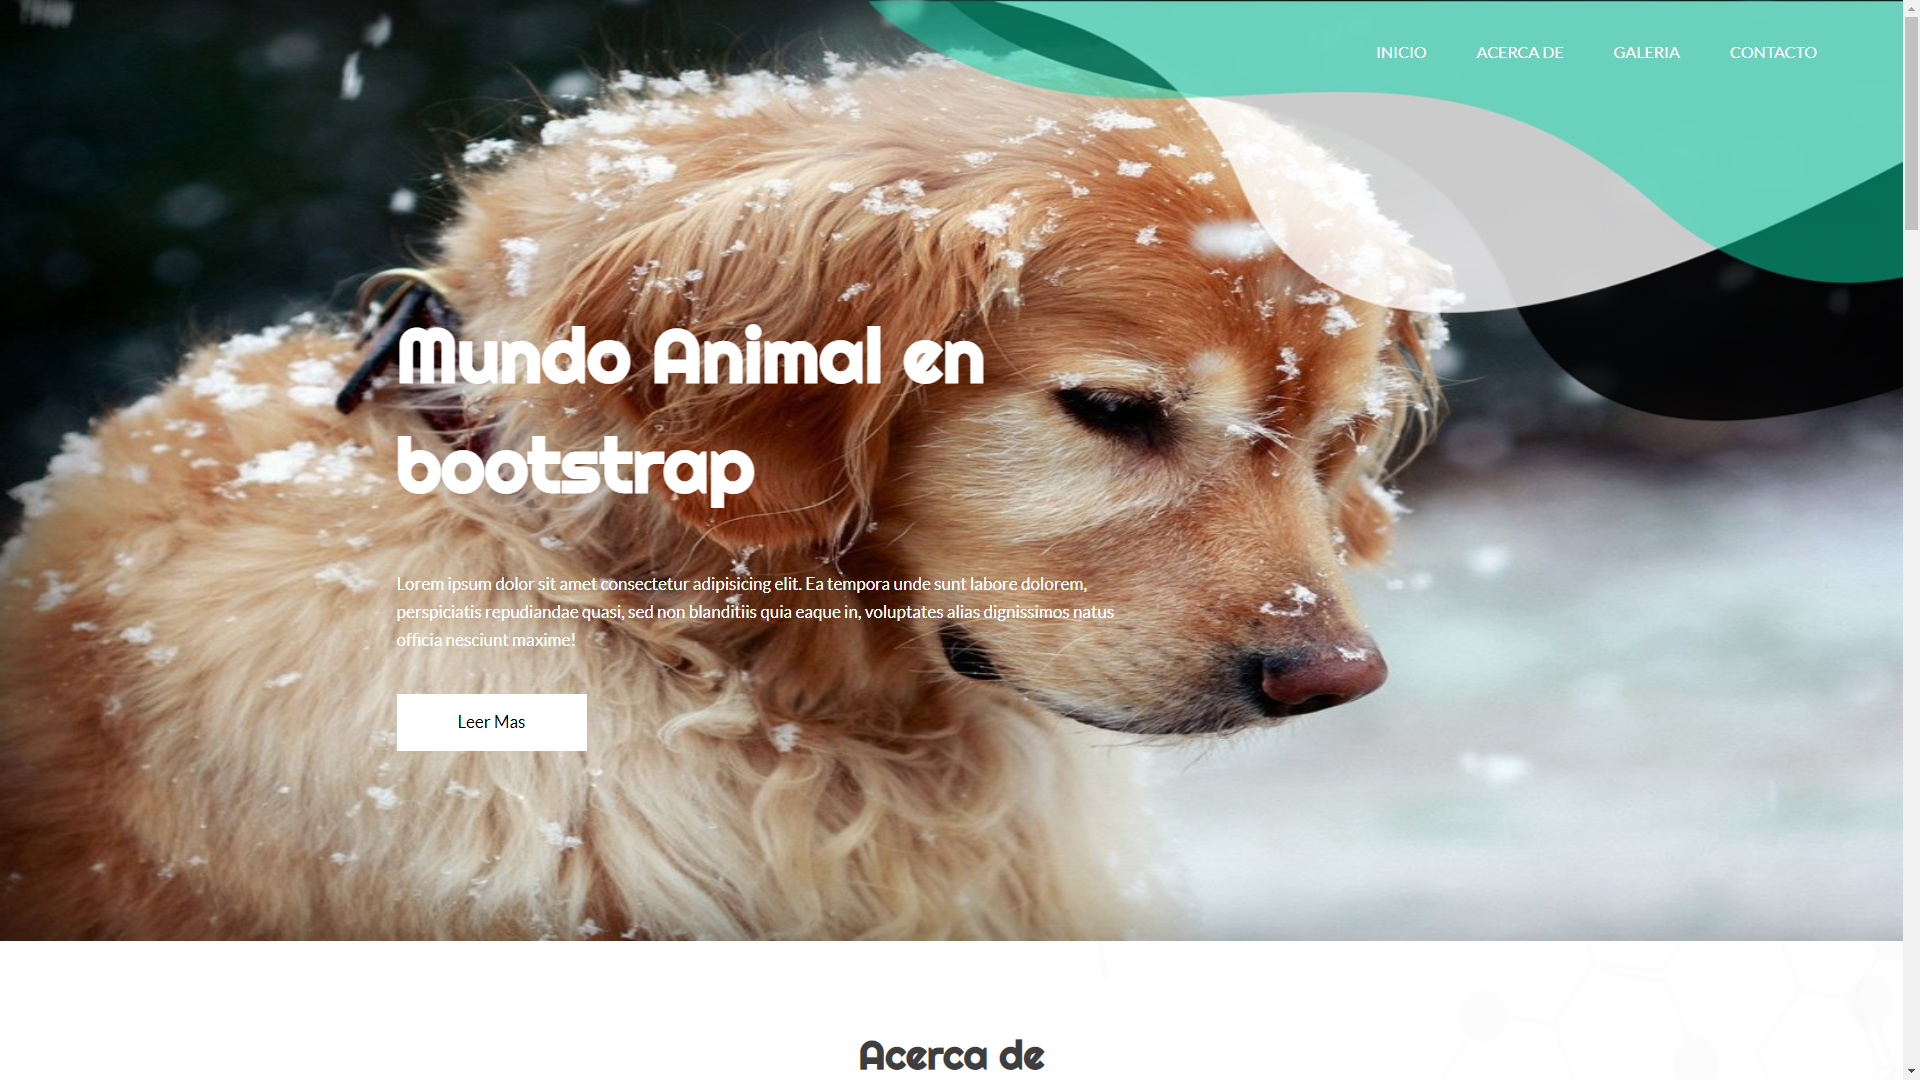 INICIO ACERCA DE GALERIA CONTACTO
Mundo Animal en
bootstrap
Lorem ipsum dolor sit amet consectetur adipisicing elit. Ea tempora unde sunt labore dolorem,
perspiciatis repudiandae quasi, sed non blanditiis quia eaque in, voluptates alias dignissimos natus
officia nesciunt maxime!
Leer Mas
Acerca de